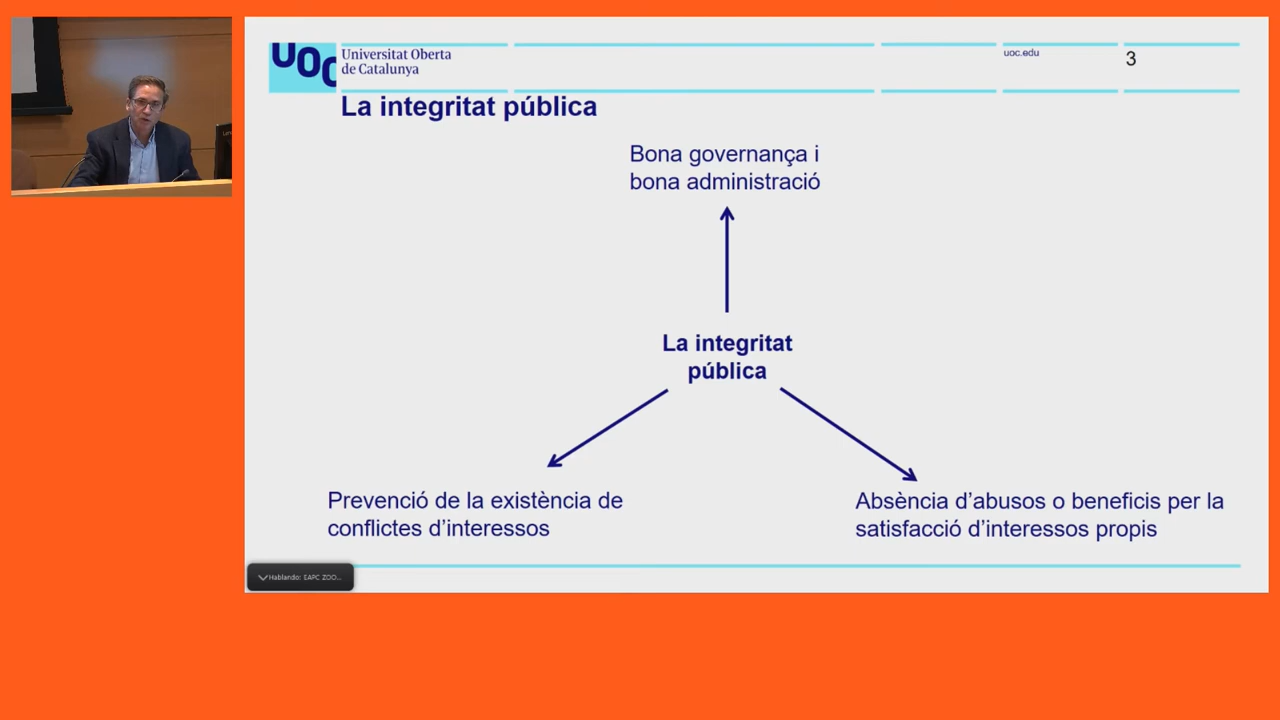 UOC
Universitat Oberta
de Catalunya
uoc.edu
3
La integritat pública
Bona governança i
bona administració
La integritat
pública
Prevenció de la existència de
conflictes d’interessos
Absència d’abusos o beneficis per la
satisfacció d’interessos propis
Hablando: EAPC ZOO...